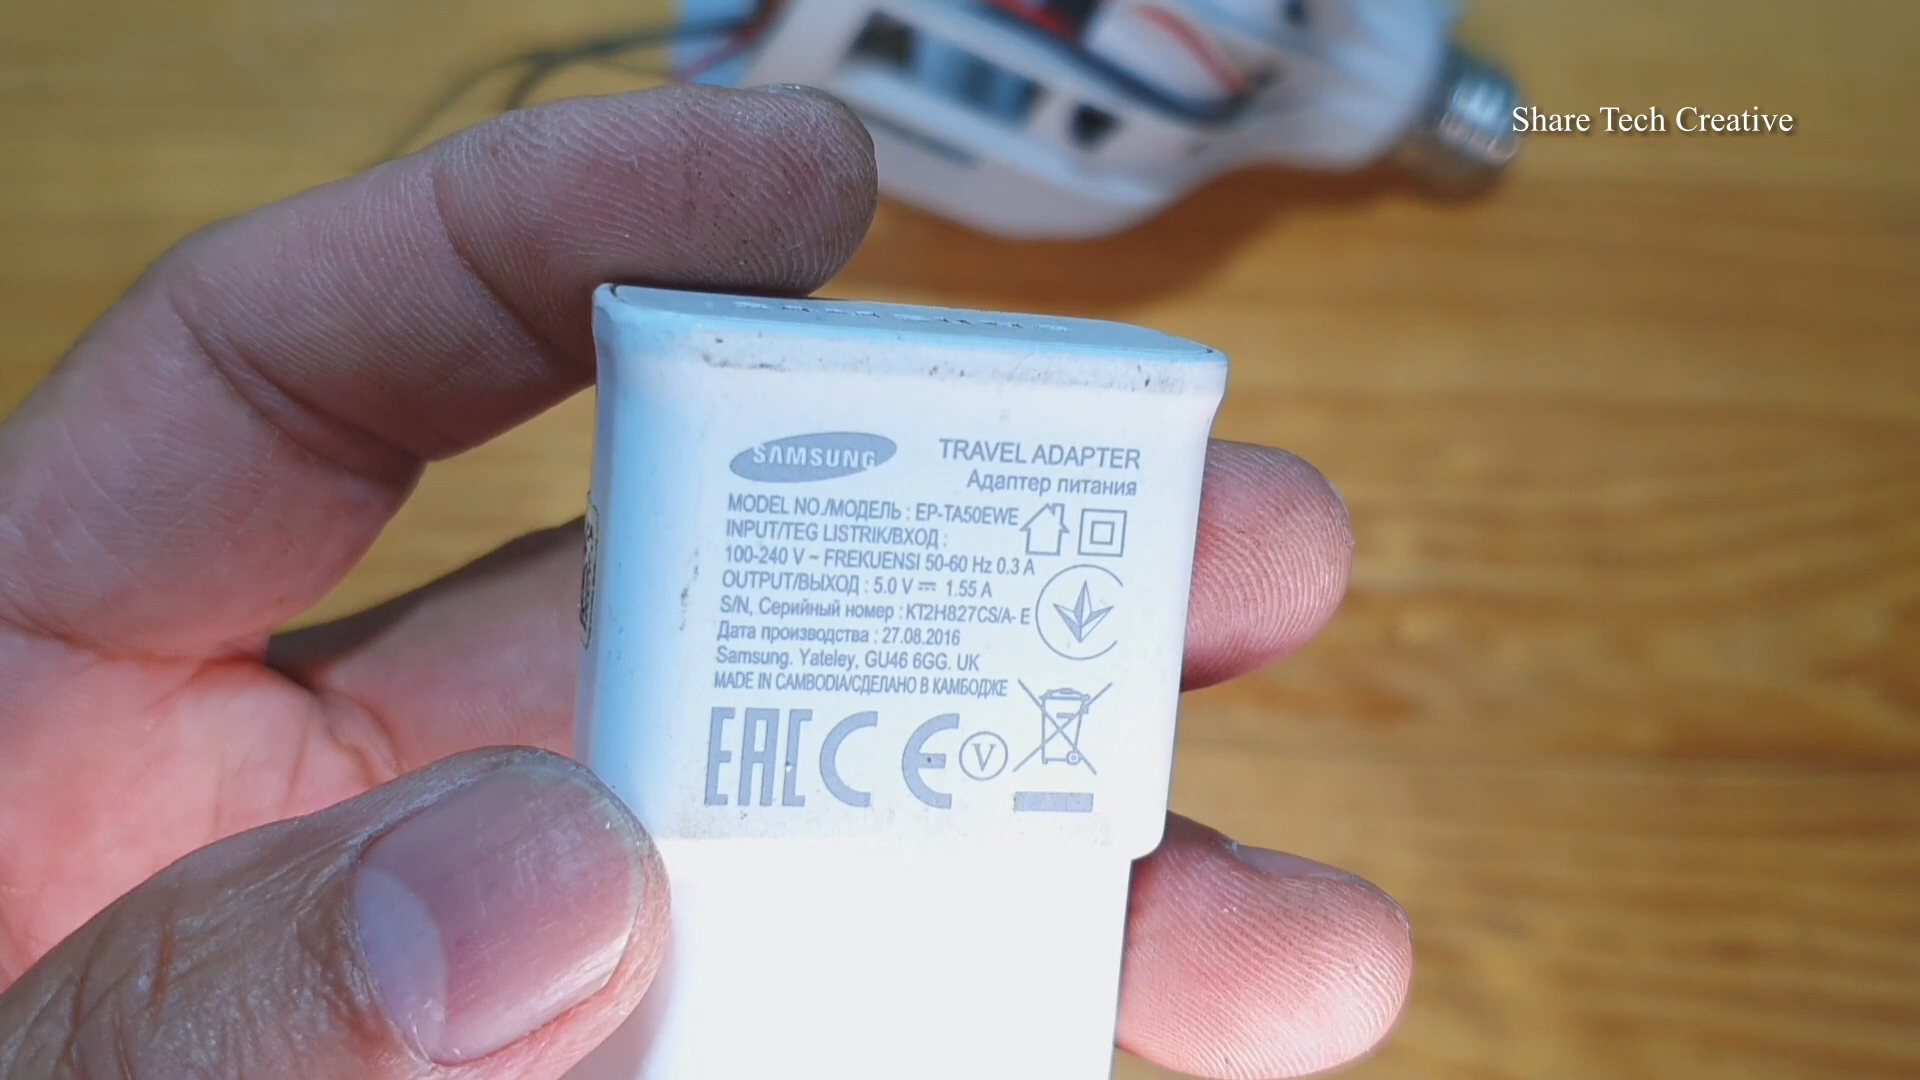 Share Tech Creative
SAMSUNG
TRAVEL ADAPTER
Адаптер питания
MODEL NO./МОДЕЛЬ : EP-TA50EWE
INPUT/TEG LISTRIK/ВХОД :
100-240 V ~ FREKUENSI 50-60 Hz 0.3 A
OUTPUT/ВЫХОД : 5.0 V ⎓ 1.55 A
S/N, Серийный номер : KT2H827CS/A- E
Дата производства : 27.08.2016
Samsung. Yateley, GU46 6GG. UK
MADE IN CAMBODIA/СДЕЛАНО В КАМБОДЖЕ
EAC CE V